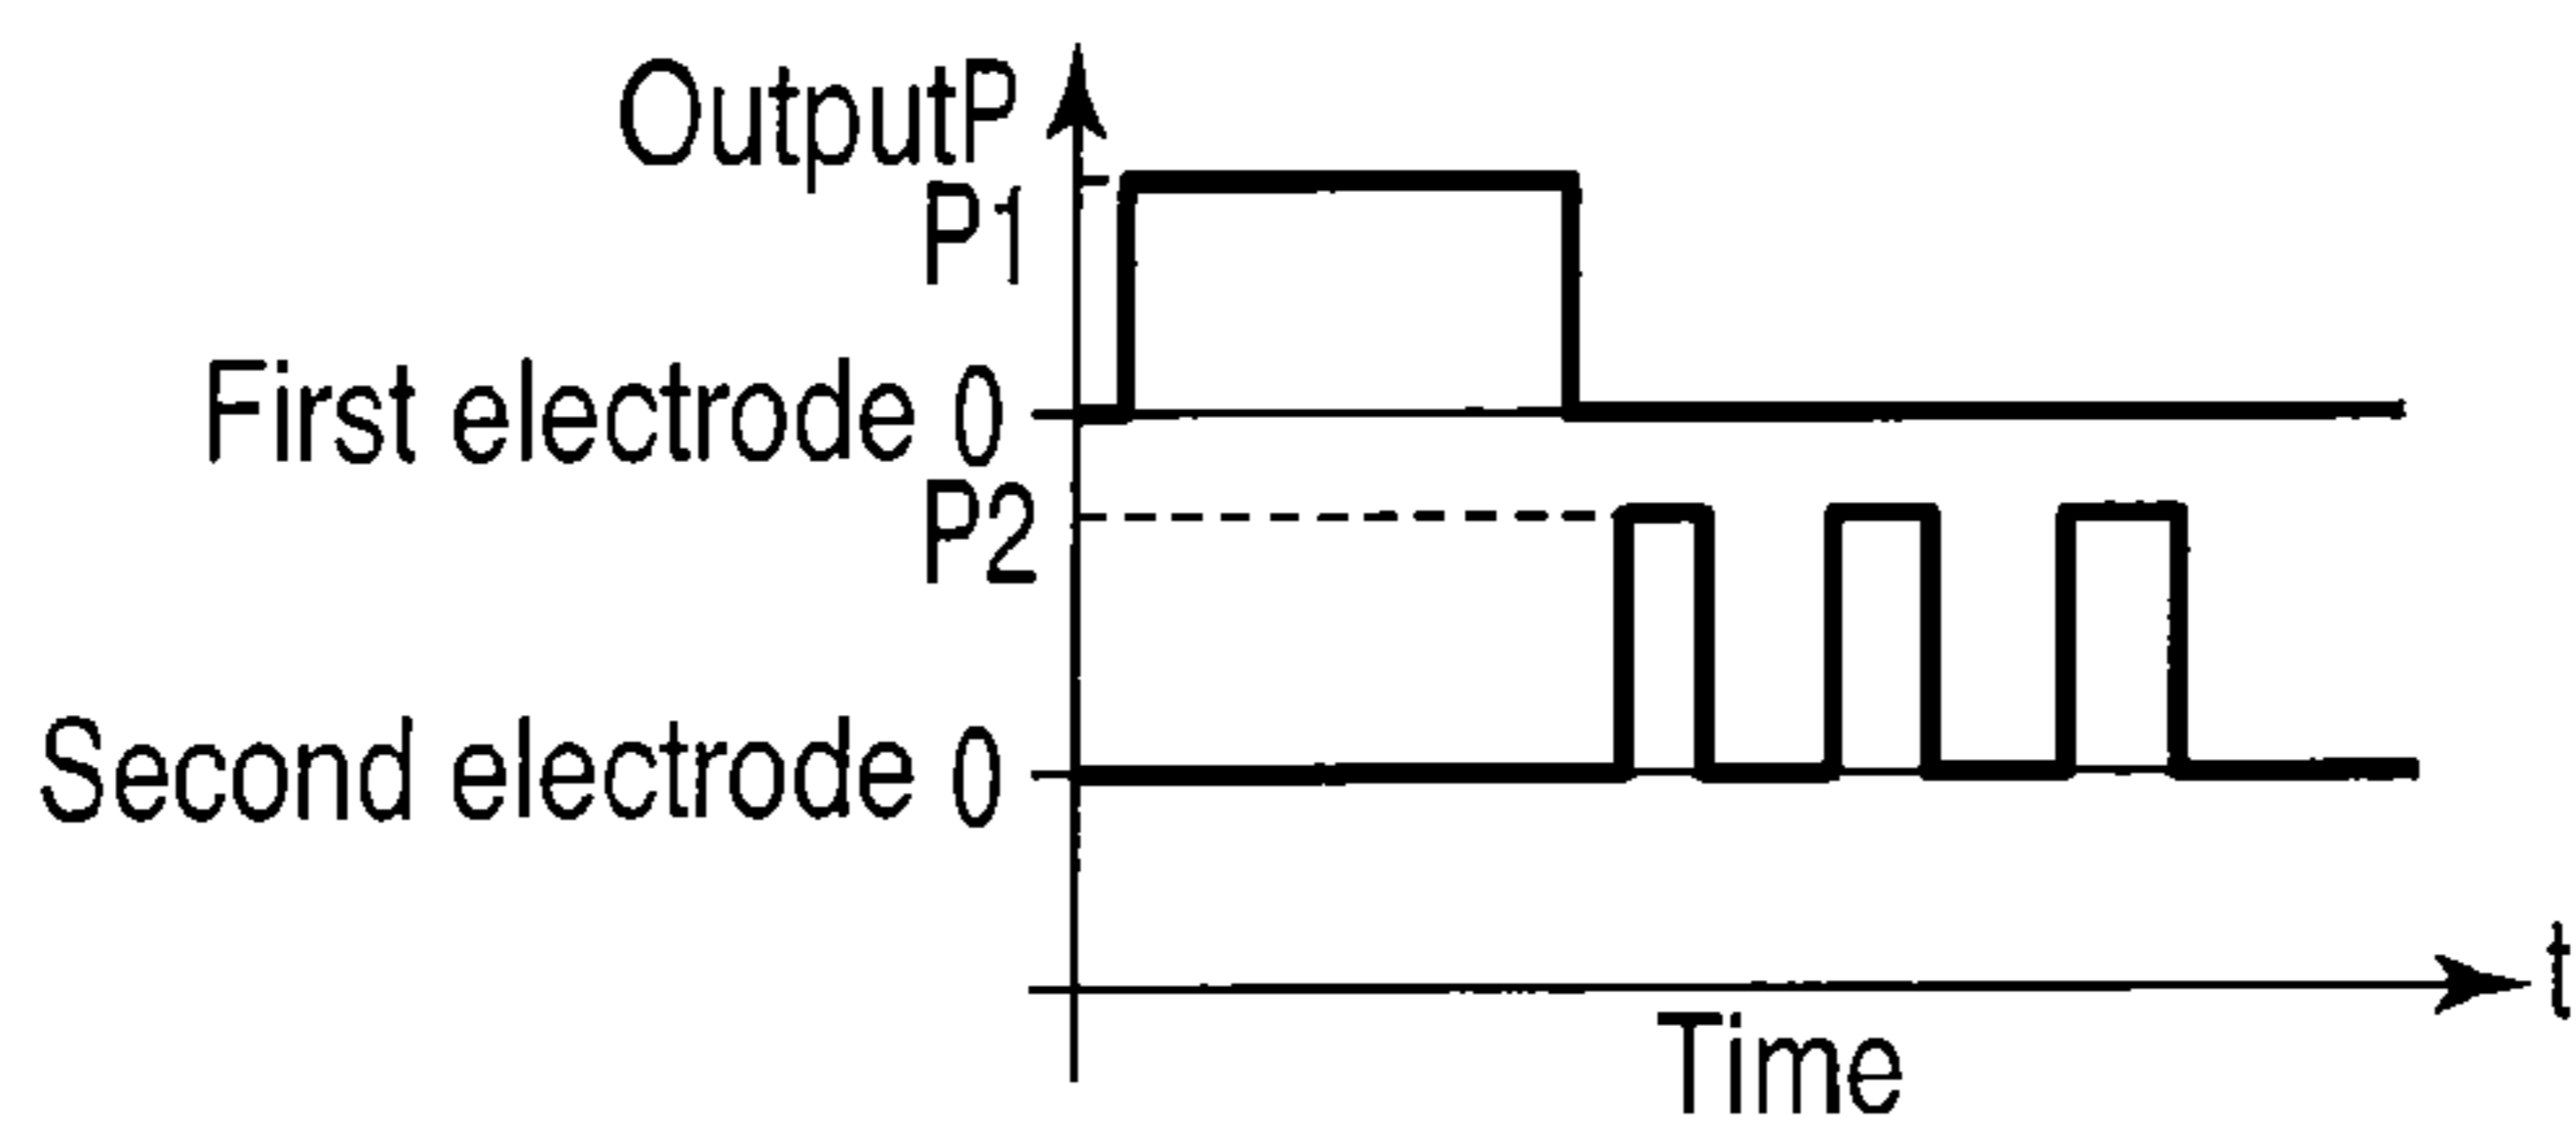 OutputP
P1
First electrode 0
P2
Second electrode 0
t
Time